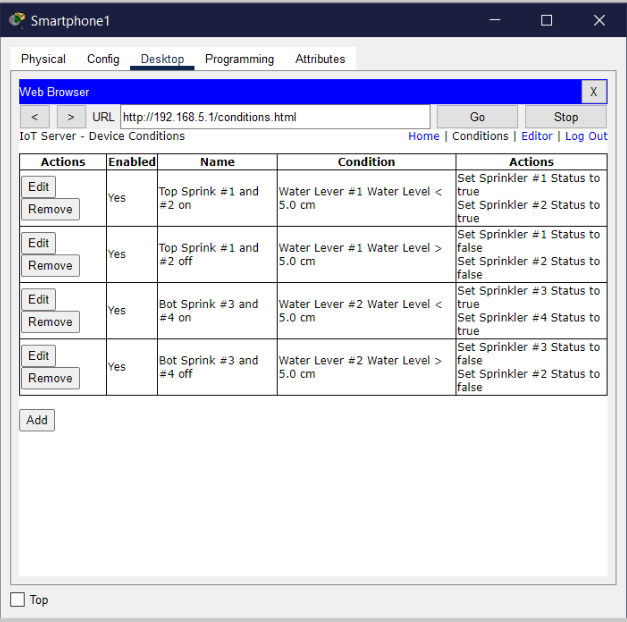 Smartphone1
Physical Config Desktop Programming Attributes
Web Browser X
< > URL http://192.168.5.1/conditions.html Go Stop
IoT Server - Device Conditions Home | Conditions | Editor | Log Out
Actions Enabled Name Condition Actions
Edit
Remove
Yes
Top Sprink #1 and
#2 on
Water Lever #1 Water Level <
5.0 cm
Set Sprinkler #1 Status to
true
Set Sprinkler #2 Status to
true
Edit
Remove
Yes
Top Sprink #1 and
#2 off
Water Lever #1 Water Level >
5.0 cm
Set Sprinkler #1 Status to
false
Set Sprinkler #2 Status to
false
Edit
Remove
Yes
Bot Sprink #3 and
#4 on
Water Lever #2 Water Level <
5.0 cm
Set Sprinkler #3 Status to
true
Set Sprinkler #4 Status to
true
Edit
Remove
Yes
Bot Sprink #3 and
#4 off
Water Lever #2 Water Level >
5.0 cm
Set Sprinkler #3 Status to
false
Set Sprinkler #2 Status to
false
Add
Top